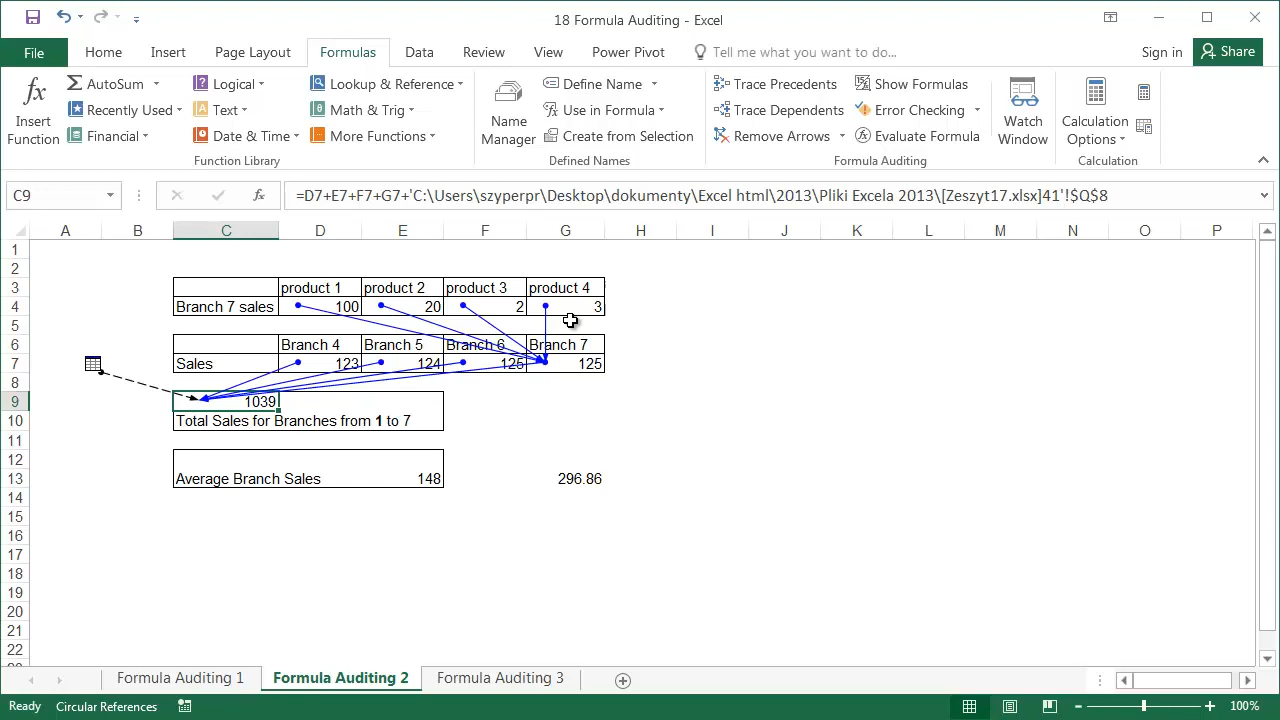 18 Formula Auditing - Excel
File Home Insert Page Layout Formulas Data Review View Power Pivot Tell me what you want to do... Sign in Share
fx Insert Function
AutoSum
Recently Used
Financial
Logical
Text
Date & Time
Lookup & Reference
Math & Trig
More Functions
Function Library
Name Manager
Define Name
Use in Formula
Create from Selection
Defined Names
Trace Precedents
Trace Dependents
Remove Arrows
Show Formulas
Error Checking
Evaluate Formula
Formula Auditing
Watch Window
Calculation Options
Calculation
C9 fx =D7+E7+F7+G7+'C:\Users\szyperpr\Desktop\dokumenty\Excel html\2013\Pliki Excela 2013\[Zeszyt17.xlsx]41'!$Q$8
A B C D E F G H I J K L M N O P
1
2
3 product 1 product 2 product 3 product 4
4 Branch 7 sales 100 20 2 3
5
6 Branch 4 Branch 5 Branch 6 Branch 7
7 Sales 123 124 125 125
8
9 1039
10 Total Sales for Branches from 1 to 7
11
12
13 Average Branch Sales 148 296.86
14
15
16
17
18
19
20
21
22
Formula Auditing 1 Formula Auditing 2 Formula Auditing 3
Ready Circular References 100%